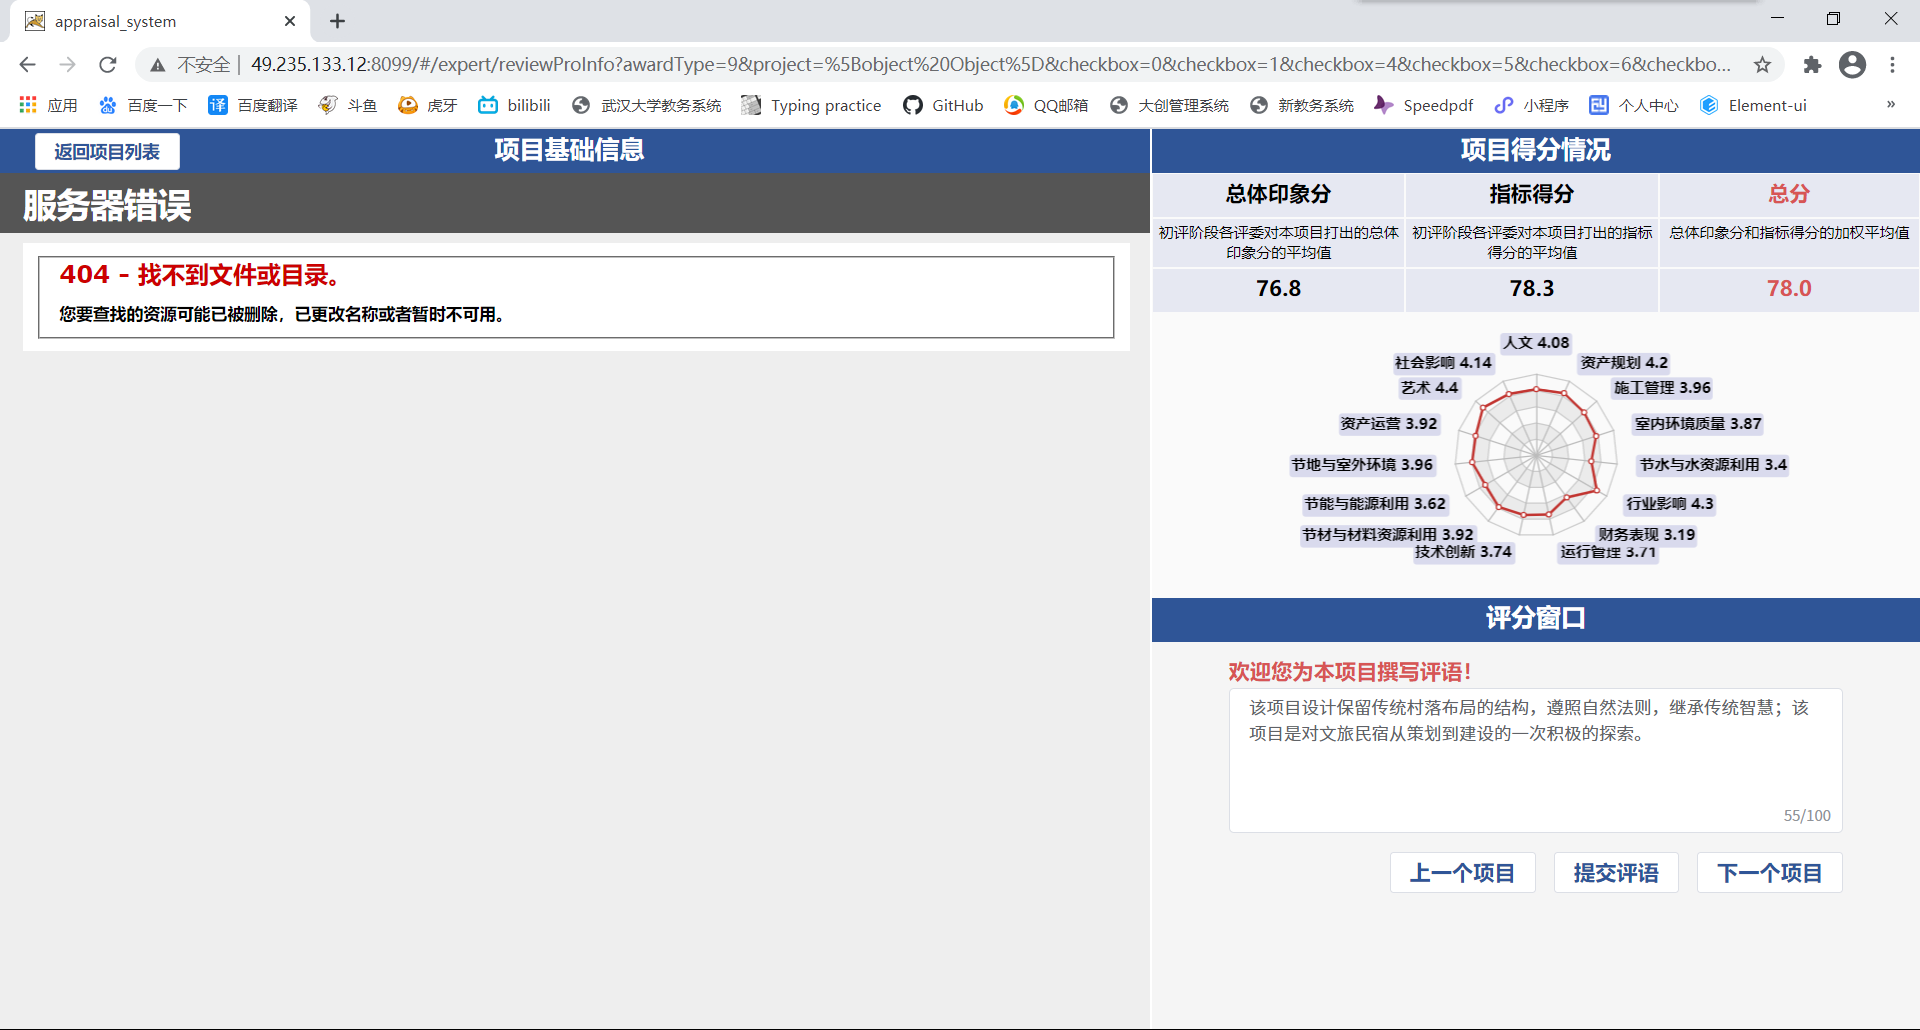 appraisal_system
不安全 | 49.235.133.12:8099/#/expert/reviewProInfo?awardType=9&project=%5Bobject%20Object%5D&checkbox=0&checkbox=1&checkbox=4&checkbox=5&checkbox=6&checkbo...
应用 百度一下 译 百度翻译 斗鱼 虎牙 bilibili 武汉大学教务系统 Typing practice GitHub QQ邮箱 大创管理系统 新教务系统 Speedpdf 小程序 个人中心 Element-ui »
返回项目列表 项目基础信息
服务器错误
404 - 找不到文件或目录。
您要查找的资源可能已被删除，已更改名称或者暂时不可用。
项目得分情况
总体印象分 指标得分 总分
初评阶段各评委对本项目打出的总体 初评阶段各评委对本项目打出的指标 总体印象分和指标得分的加权平均值
印象分的平均值 得分的平均值
76.8 78.3 78.0
人文 4.08
社会影响 4.14 资产规划 4.2
艺术 4.4 施工管理 3.96
资产运营 3.92 室内环境质量 3.87
节地与室外环境 3.96 节水与水资源利用 3.4
节能与能源利用 3.62 行业影响 4.3
节材与材料资源利用 3.92 财务表现 3.19
技术创新 3.74 运行管理 3.71
评分窗口
欢迎您为本项目撰写评语！
该项目设计保留传统村落布局的结构，遵照自然法则，继承传统智慧；该
项目是对文旅民宿从策划到建设的一次积极的探索。
55/100
上一个项目 提交评语 下一个项目